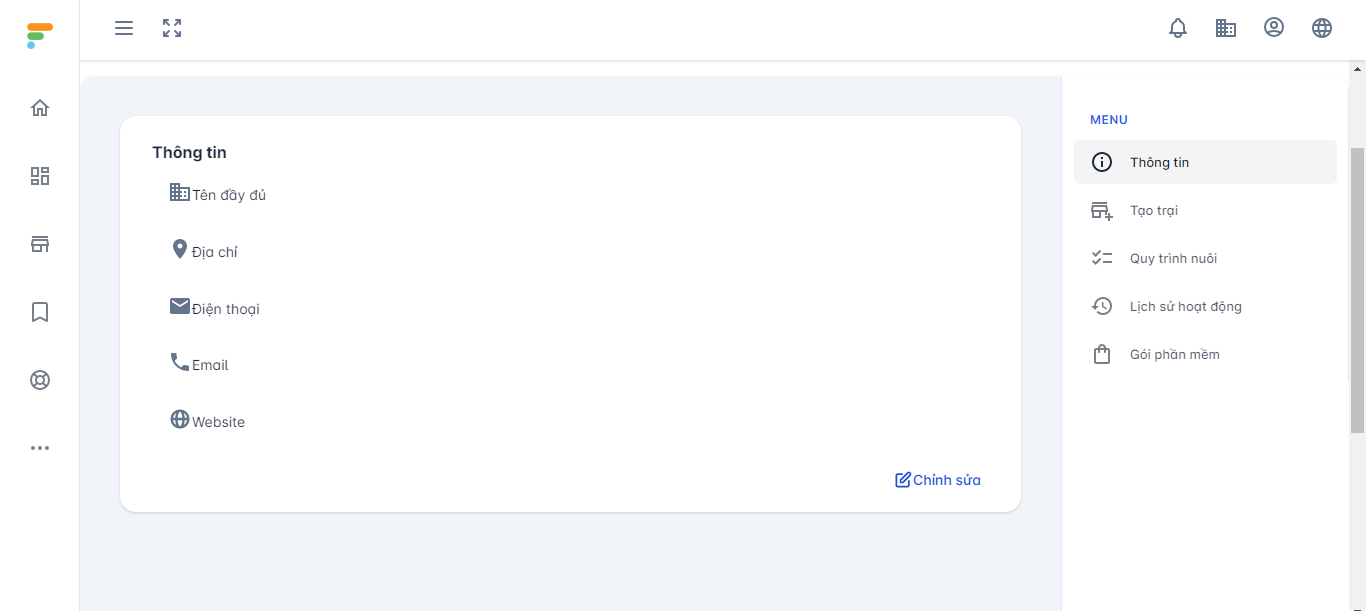 Thông tin
Tên đầy đủ
Địa chỉ
Điện thoại
Email
Website
Chỉnh sửa
MENU
Thông tin
Tạo trại
Quy trình nuôi
Lịch sử hoạt động
Gói phần mềm